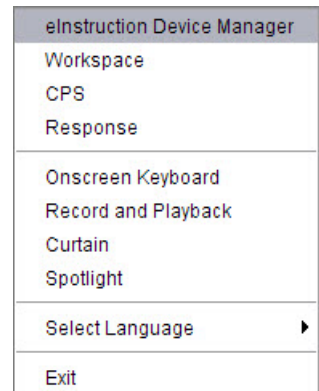 eInstruction Device Manager
Workspace
CPS
Response
Onscreen Keyboard
Record and Playback
Curtain
Spotlight
Select Language
Exit